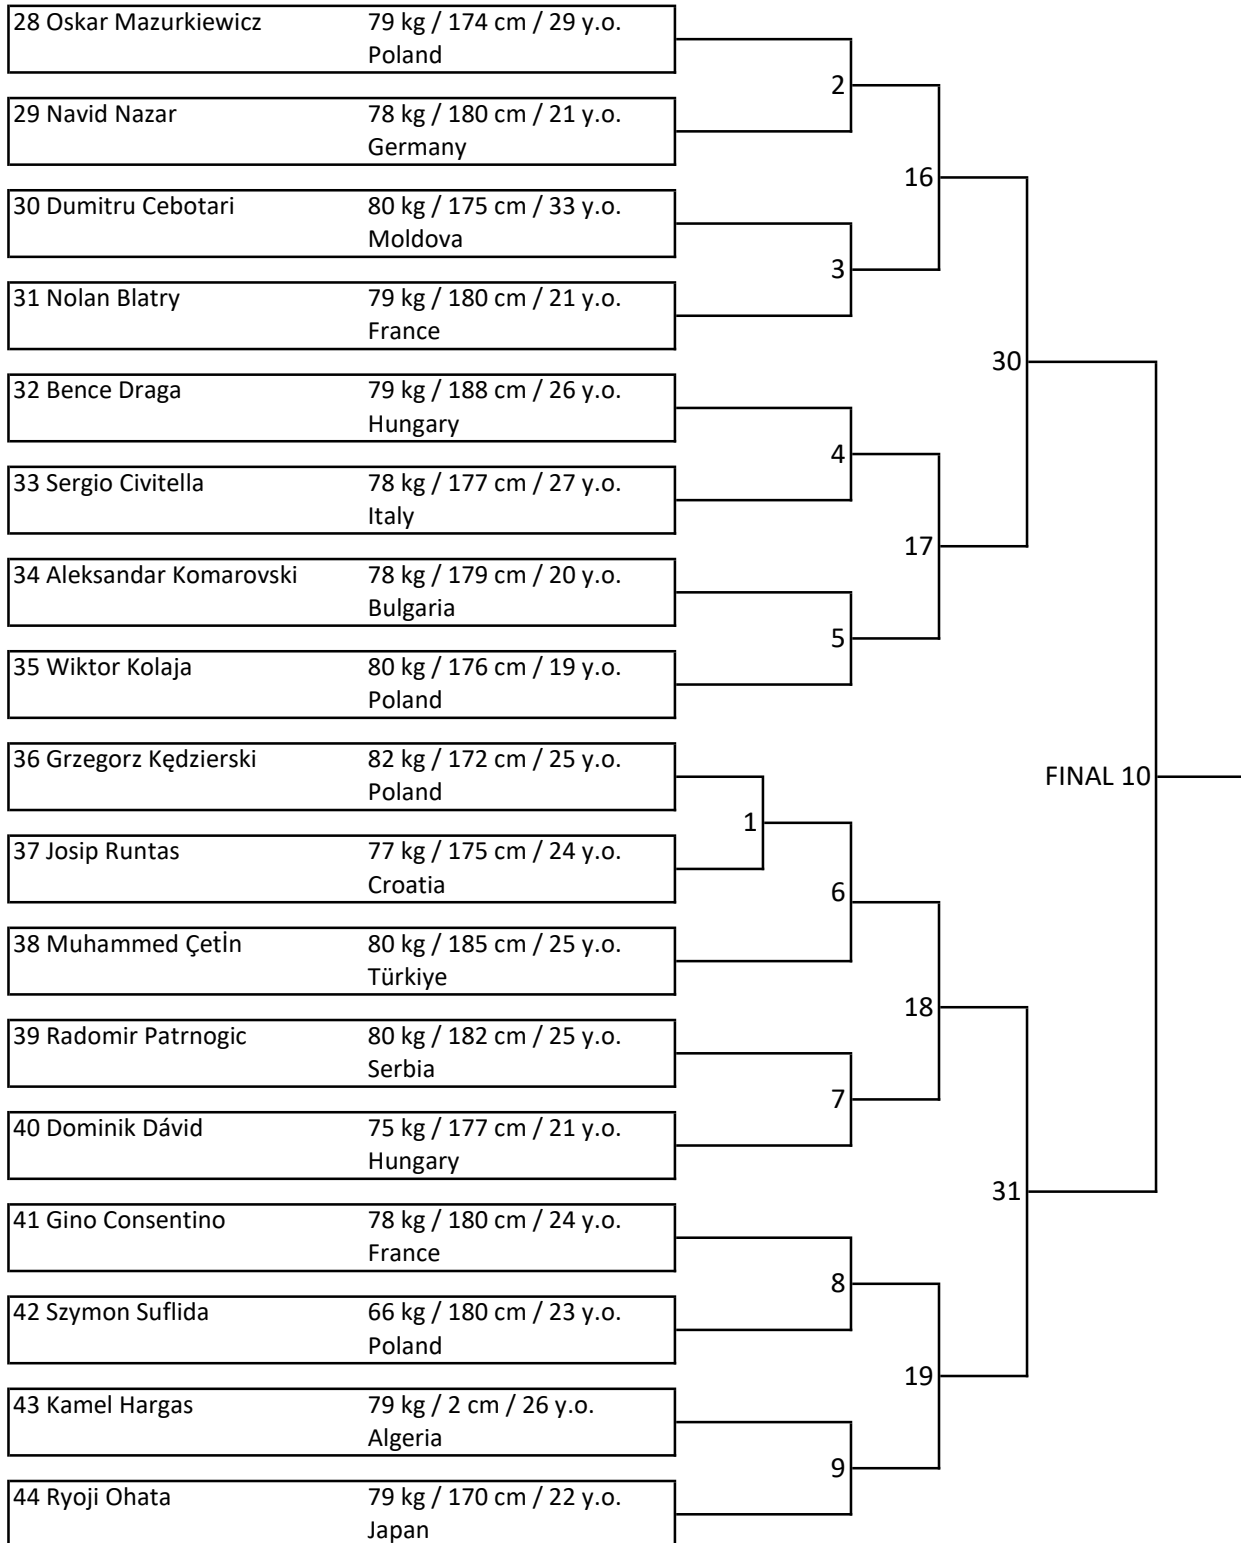 28 Oskar Mazurkiewicz 79 kg / 174 cm / 29 y.o.
Poland
2
29 Navid Nazar 78 kg / 180 cm / 21 y.o.
Germany
16
30 Dumitru Cebotari 80 kg / 175 cm / 33 y.o.
Moldova
3
31 Nolan Blatry 79 kg / 180 cm / 21 y.o.
France
30
32 Bence Draga 79 kg / 188 cm / 26 y.o.
Hungary
4
33 Sergio Civitella 78 kg / 177 cm / 27 y.o.
Italy
17
34 Aleksandar Komarovski 78 kg / 179 cm / 20 y.o.
Bulgaria
5
35 Wiktor Kolaja 80 kg / 176 cm / 19 y.o.
Poland
36 Grzegorz Kędzierski 82 kg / 172 cm / 25 y.o.
Poland
FINAL 10
1
37 Josip Runtas 77 kg / 175 cm / 24 y.o.
Croatia
6
38 Muhammed Çetİn 80 kg / 185 cm / 25 y.o.
Türkiye
18
39 Radomir Patrnogic 80 kg / 182 cm / 25 y.o.
Serbia
7
40 Dominik Dávid 75 kg / 177 cm / 21 y.o.
Hungary
31
41 Gino Consentino 78 kg / 180 cm / 24 y.o.
France
8
42 Szymon Suflida 66 kg / 180 cm / 23 y.o.
Poland
19
43 Kamel Hargas 79 kg / 2 cm / 26 y.o.
Algeria
9
44 Ryoji Ohata 79 kg / 170 cm / 22 y.o.
Japan